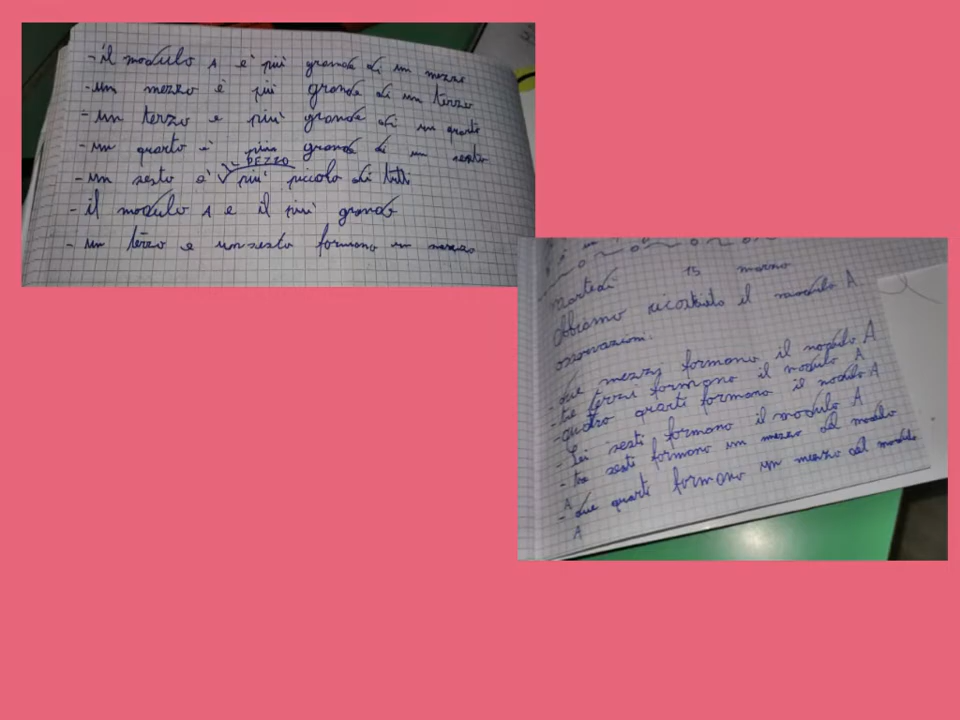 -il modulo 1 e' più grande di un mezzo
-un mezzo è più grande di un terzo
-un terzo e più grande di un quarto
-un quarto è più grande di un sesto
IL PEZZO
-un sesto è più piccolo di tutti
-il modulo 1 e il più grande
-un terzo e un sesto formano un mezzo
Martedì 15 marzo
Abbiamo il modulo A
osservazioni:
-due mezzi formano il modulo A
-tre terzi formano il modulo A
-quatro quarti formano il modulo A
-Sei sesti formano il modulo A
-tre sesti formano un mezzo del modulo
A
-due quarti formano un mezzo del modulo
A